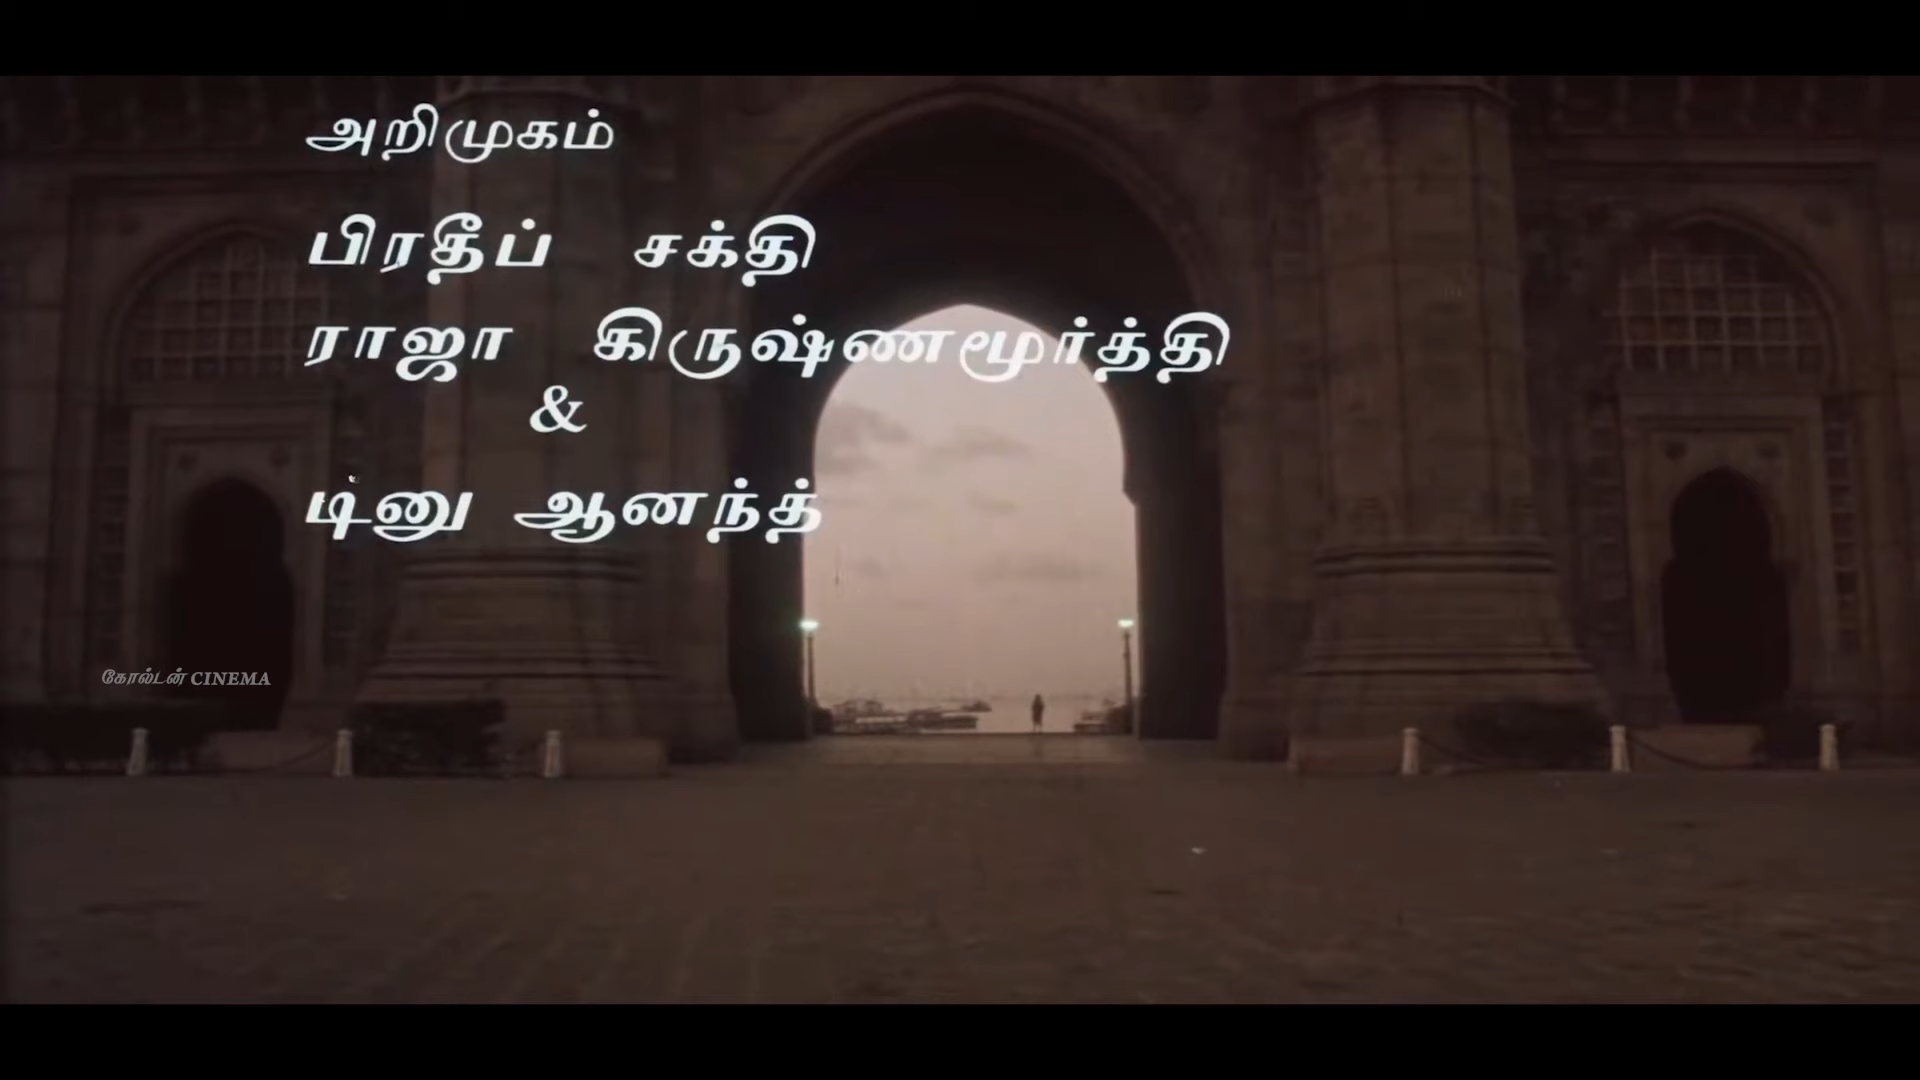 அறிமுகம்
பிரதீப் சக்தி
ராஜா கிருஷ்ணமூர்த்தி
&
டினு ஆனந்த்
கோல்டன் CINEMA